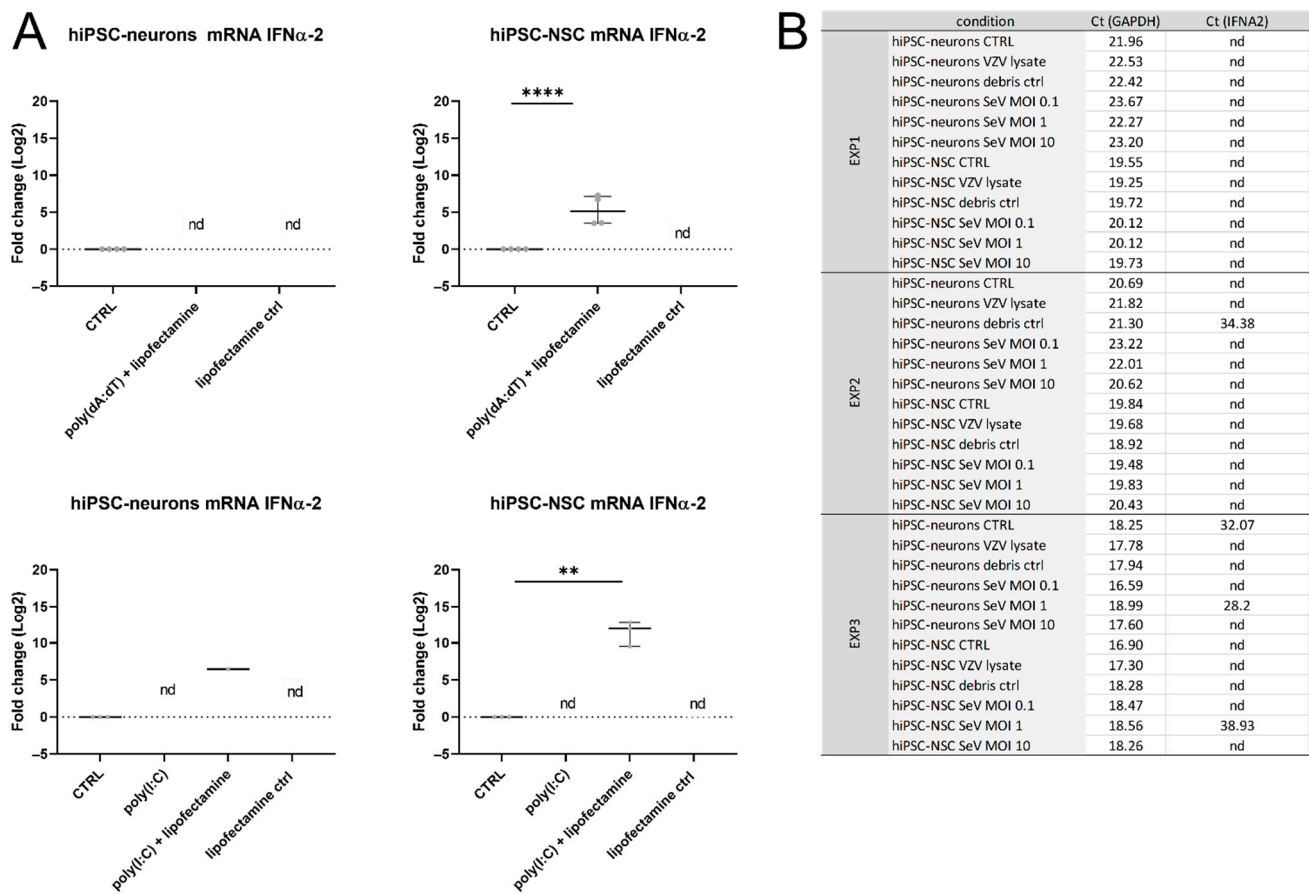 A
hiPSC-neurons mRNA IFNα-2
Fold change (Log2)
20
15
10
5
0
−5
nd
nd
CTRL
poly(dA:dT) + lipofectamine
lipofectamine ctrl
hiPSC-NSC mRNA IFNα-2
Fold change (Log2)
20
15
10
5
0
−5
****
nd
CTRL
poly(dA:dT) + lipofectamine
lipofectamine ctrl
hiPSC-neurons mRNA IFNα-2
Fold change (Log2)
20
15
10
5
0
−5
nd
nd
CTRL
poly(I:C)
poly(I:C) + lipofectamine
lipofectamine ctrl
hiPSC-NSC mRNA IFNα-2
Fold change (Log2)
20
15
10
5
0
−5
**
nd
nd
CTRL
poly(I:C)
poly(I:C) + lipofectamine
lipofectamine ctrl
B
condition Ct (GAPDH) Ct (IFNA2)
EXP1
hiPSC-neurons CTRL 21.96 nd
hiPSC-neurons VZV lysate 22.53 nd
hiPSC-neurons debris ctrl 22.42 nd
hiPSC-neurons SeV MOI 0.1 23.67 nd
hiPSC-neurons SeV MOI 1 22.27 nd
hiPSC-neurons SeV MOI 10 23.20 nd
hiPSC-NSC CTRL 19.55 nd
hiPSC-NSC VZV lysate 19.25 nd
hiPSC-NSC debris ctrl 19.72 nd
hiPSC-NSC SeV MOI 0.1 20.12 nd
hiPSC-NSC SeV MOI 1 20.12 nd
hiPSC-NSC SeV MOI 10 19.73 nd
EXP2
hiPSC-neurons CTRL 20.69 nd
hiPSC-neurons VZV lysate 21.82 nd
hiPSC-neurons debris ctrl 21.30 34.38
hiPSC-neurons SeV MOI 0.1 23.22 nd
hiPSC-neurons SeV MOI 1 22.01 nd
hiPSC-neurons SeV MOI 10 20.62 nd
hiPSC-NSC CTRL 19.84 nd
hiPSC-NSC VZV lysate 19.68 nd
hiPSC-NSC debris ctrl 18.92 nd
hiPSC-NSC SeV MOI 0.1 19.48 nd
hiPSC-NSC SeV MOI 1 19.83 nd
hiPSC-NSC SeV MOI 10 20.43 nd
EXP3
hiPSC-neurons CTRL 18.25 32.07
hiPSC-neurons VZV lysate 17.78 nd
hiPSC-neurons debris ctrl 17.94 nd
hiPSC-neurons SeV MOI 0.1 16.59 nd
hiPSC-neurons SeV MOI 1 18.99 28.2
hiPSC-neurons SeV MOI 10 17.60 nd
hiPSC-NSC CTRL 16.90 nd
hiPSC-NSC VZV lysate 17.30 nd
hiPSC-NSC debris ctrl 18.28 nd
hiPSC-NSC SeV MOI 0.1 18.47 nd
hiPSC-NSC SeV MOI 1 18.56 38.93
hiPSC-NSC SeV MOI 10 18.26 nd